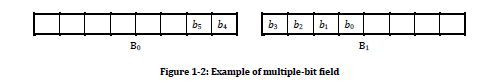 b₅ b₄ b₃ b₂ b₁ b₀
B₀ B₁
Figure 1-2: Example of multiple-bit field